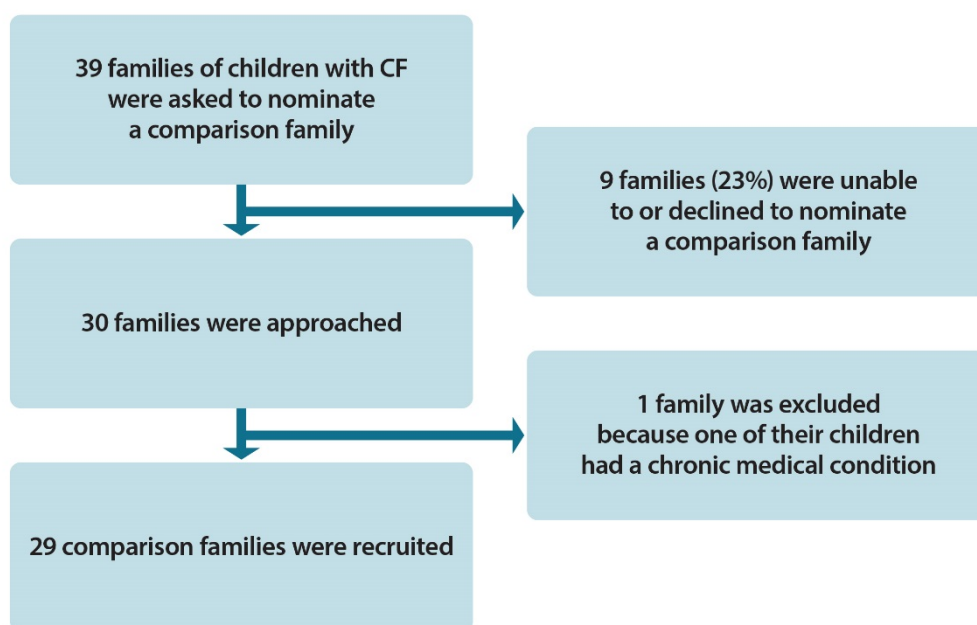 39 families of children with CF
were asked to nominate
a comparison family
9 families (23%) were unable
to or declined to nominate
a comparison family
30 families were approached
1 family was excluded
because one of their children
had a chronic medical condition
29 comparison families were recruited